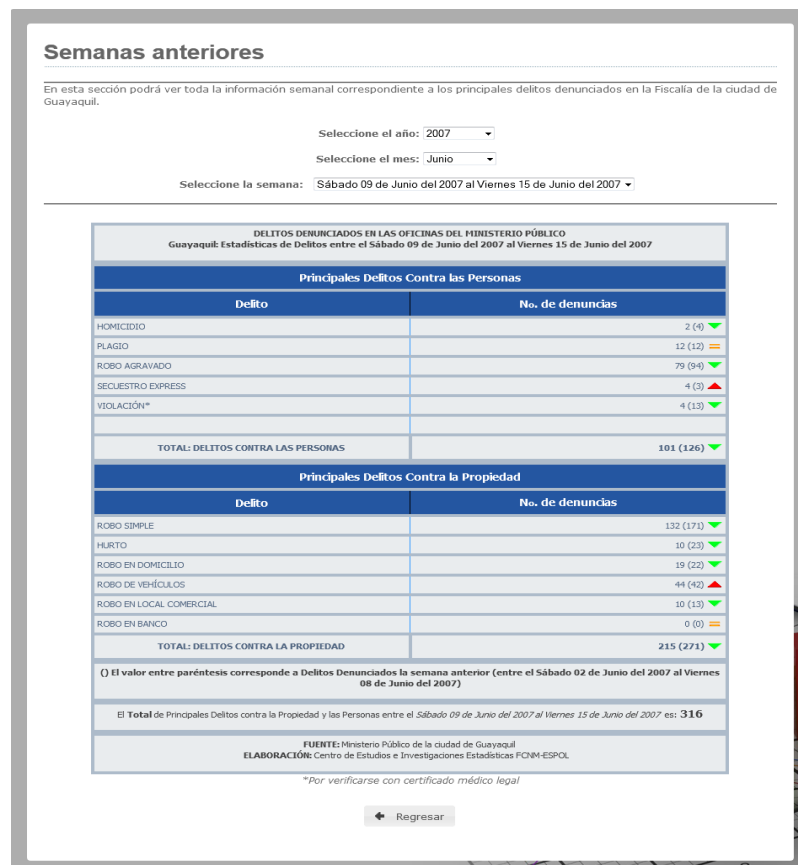 Semanas anteriores
En esta sección podrá ver toda la información semanal correspondiente a los principales delitos denunciados en la Fiscalía de la ciudad de
Guayaquil.
Seleccione el año: 2007
Seleccione el mes: Junio
Seleccione la semana: Sábado 09 de Junio del 2007 al Viernes 15 de Junio del 2007
DELITOS DENUNCIADOS EN LAS OFICINAS DEL MINISTERIO PÚBLICO
Guayaquil: Estadísticas de Delitos entre el Sábado 09 de Junio del 2007 al Viernes 15 de Junio del 2007
Principales Delitos Contra las Personas
Delito No. de denuncias
HOMICIDIO 2 (4)
PLAGIO 12 (12)
ROBO AGRAVADO 79 (94)
SECUESTRO EXPRESS 4 (3)
VIOLACIÓN* 4 (13)
TOTAL: DELITOS CONTRA LAS PERSONAS 101 (126)
Principales Delitos Contra la Propiedad
Delito No. de denuncias
ROBO SIMPLE 132 (171)
HURTO 10 (23)
ROBO EN DOMICILIO 19 (22)
ROBO DE VEHÍCULOS 44 (42)
ROBO EN LOCAL COMERCIAL 10 (13)
ROBO EN BANCO 0 (0)
TOTAL: DELITOS CONTRA LA PROPIEDAD 215 (271)
() El valor entre paréntesis corresponde a Delitos Denunciados la semana anterior (entre el Sábado 02 de Junio del 2007 al Viernes
08 de Junio del 2007)
El Total de Principales Delitos contra la Propiedad y las Personas entre el Sábado 09 de Junio del 2007 al Viernes 15 de Junio del 2007 es: 316
FUENTE: Ministerio Público de la ciudad de Guayaquil
ELABORACIÓN: Centro de Estudios e Investigaciones Estadísticas FCNM-ESPOL
*Por verificarse con certificado médico legal
Regresar